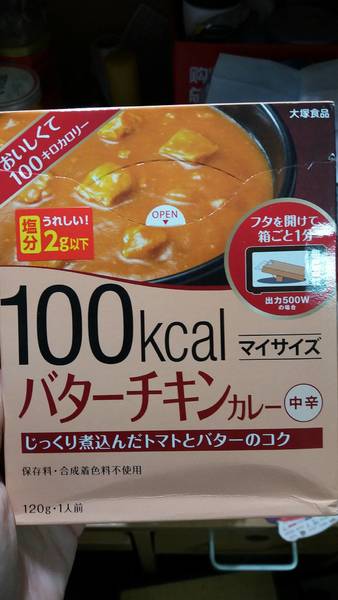 大塚食品
おいしくて
100キロカロリー
OPEN
塩分
うれしい!
2g以下
フタを開けて
箱ごと1分
出力500W
の場合
100kcal
マイサイズ
バターチキンカレー
中辛
じっくり煮込んだトマトとバターのコク
保存料・合成着色料不使用
120g・1人前